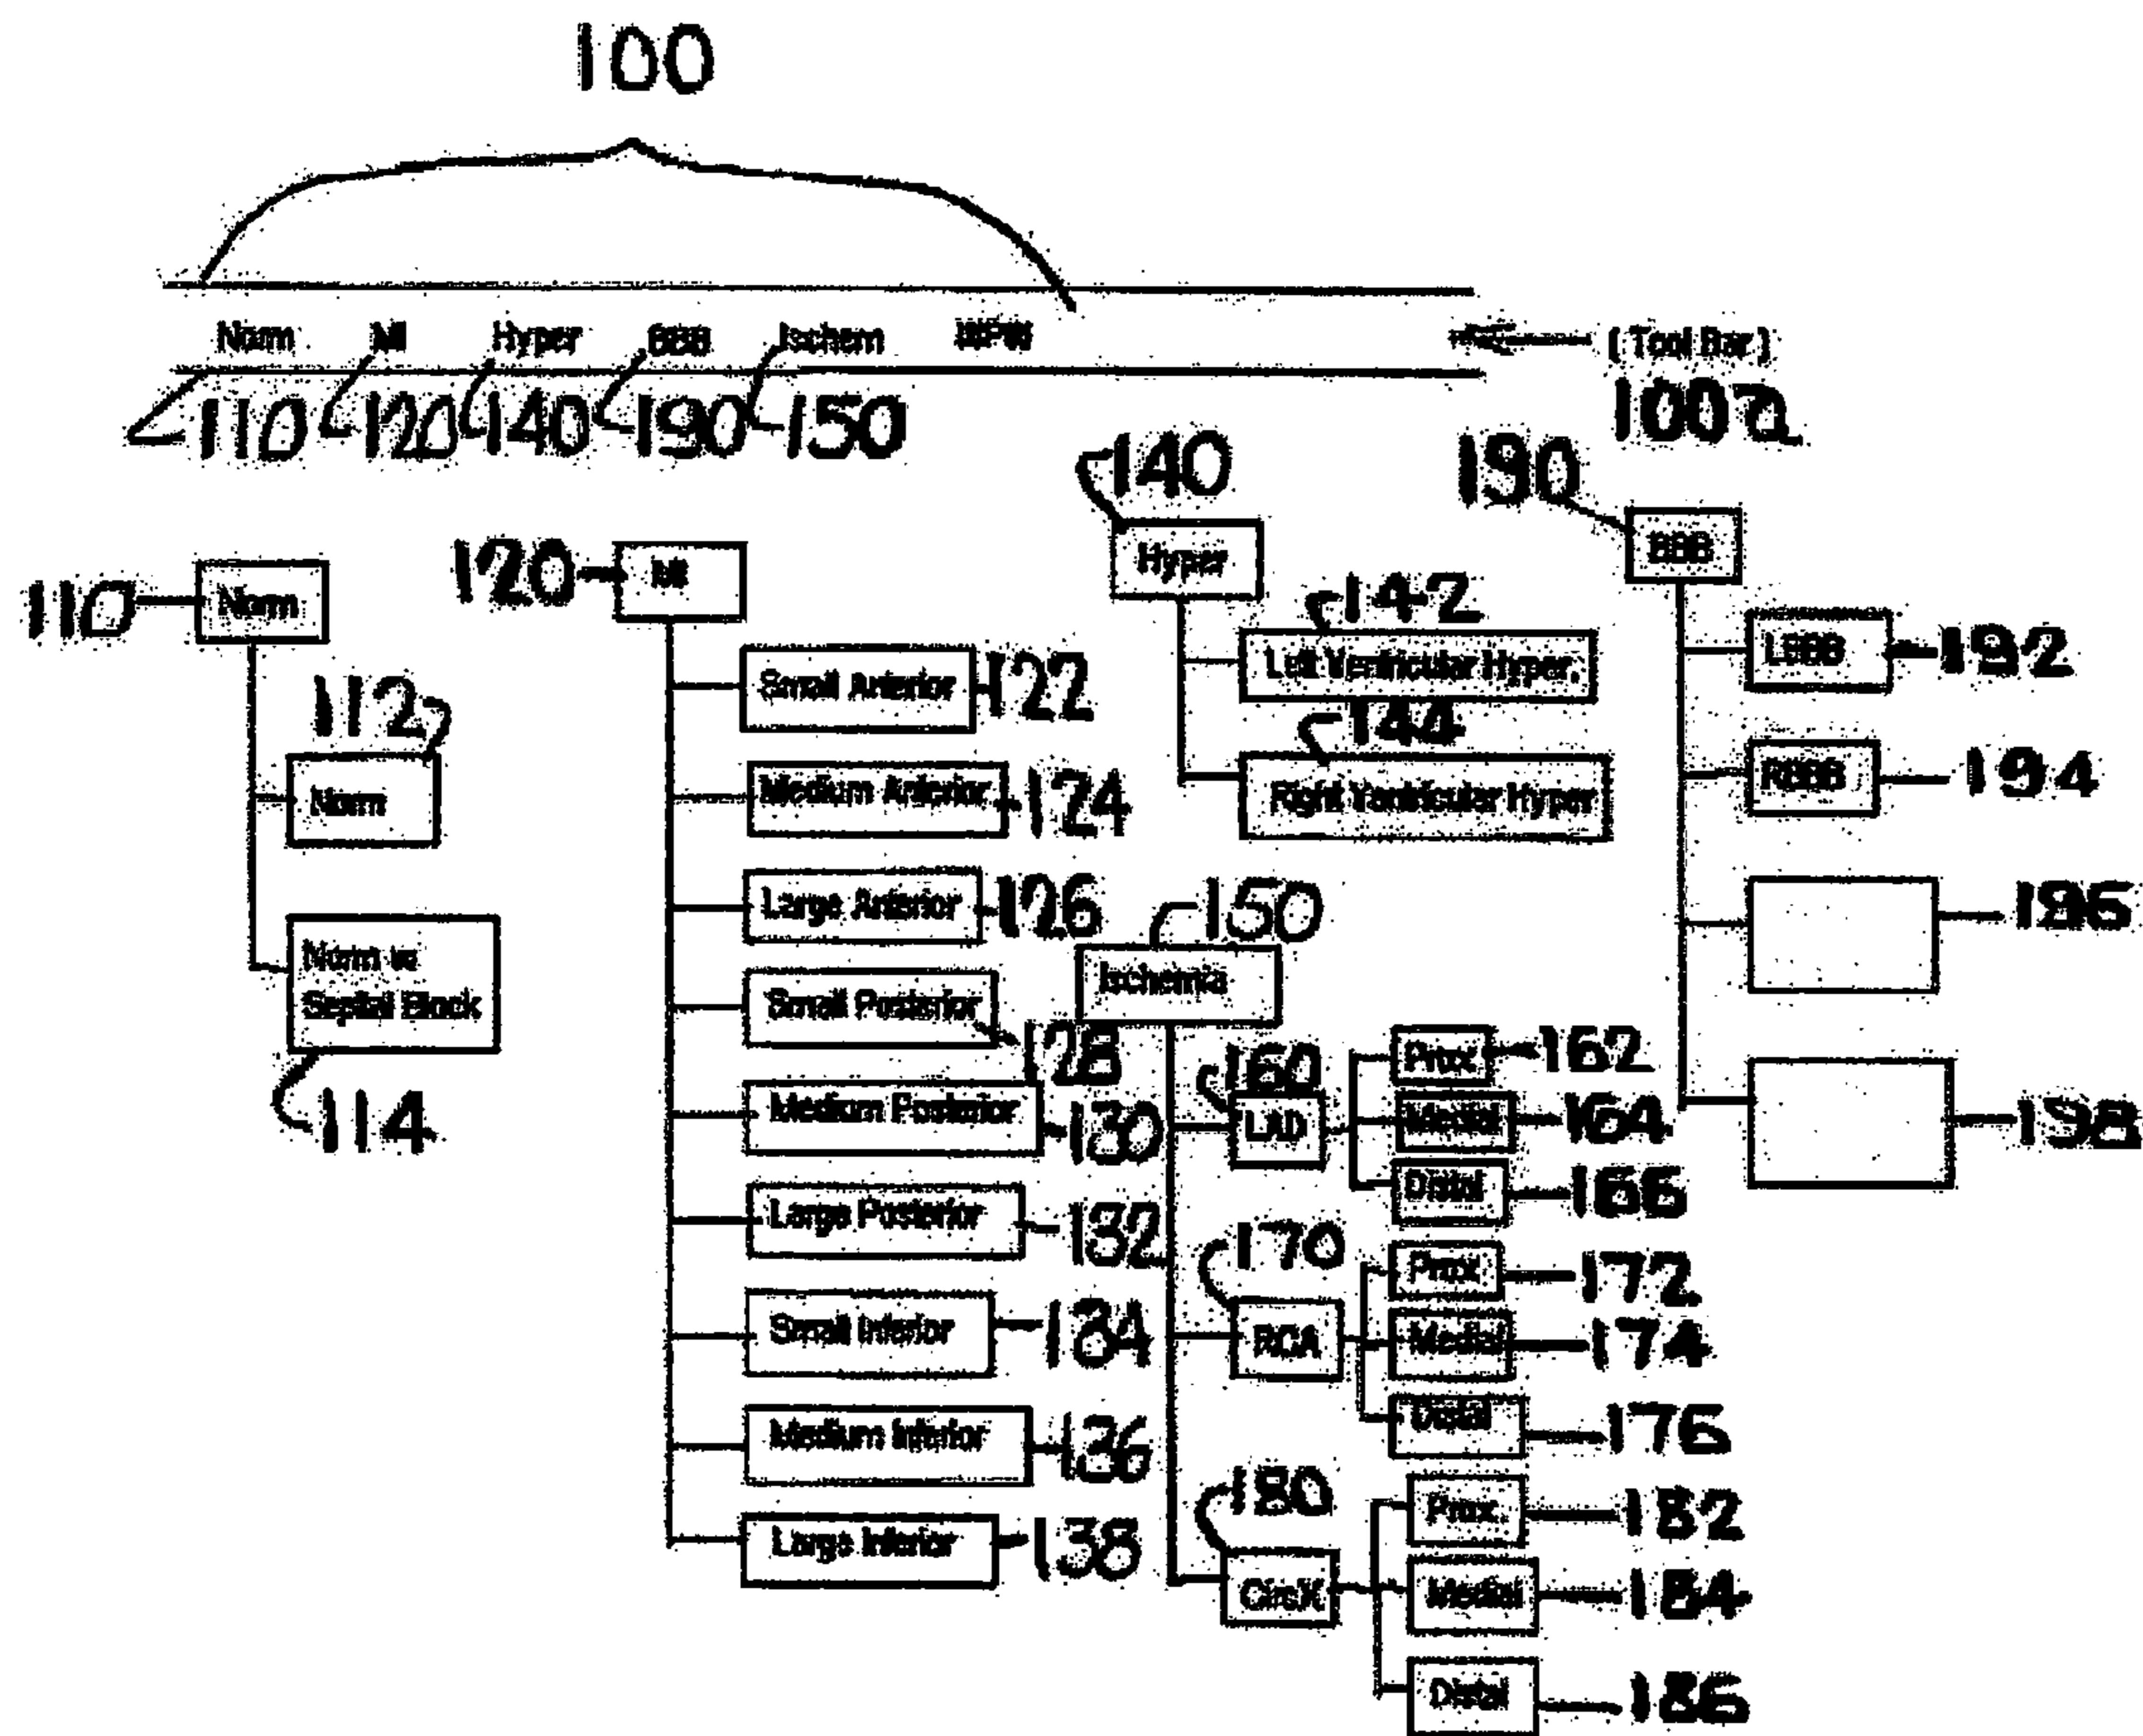 100
Norm MI Hyper BBB Ischem WPW
( Tool Bar )
110 120 140 190 150
1002
110
Norm
112
Norm
Norm w
Septal Block
114
120
MI
Small Anterior 122
Medium Anterior 124
Large Anterior 126
Small Posterior
128
Medium Posterior 130
Large Posterior 132
Small Inferior 134
Medium Inferior 136
Large Inferior 138
140
Hyper
142
Left Ventricular Hyper.
144
Right Ventricular Hyper
150
Ischemia
160
LAD
Prox 162
Medial 164
Distal 166
170
RCA
Prox 172
Medial 174
Distal 176
180
CircX
Prox. 182
Medial 184
Distal 186
190
BBB
LBBB 192
RBBB 194
196
198